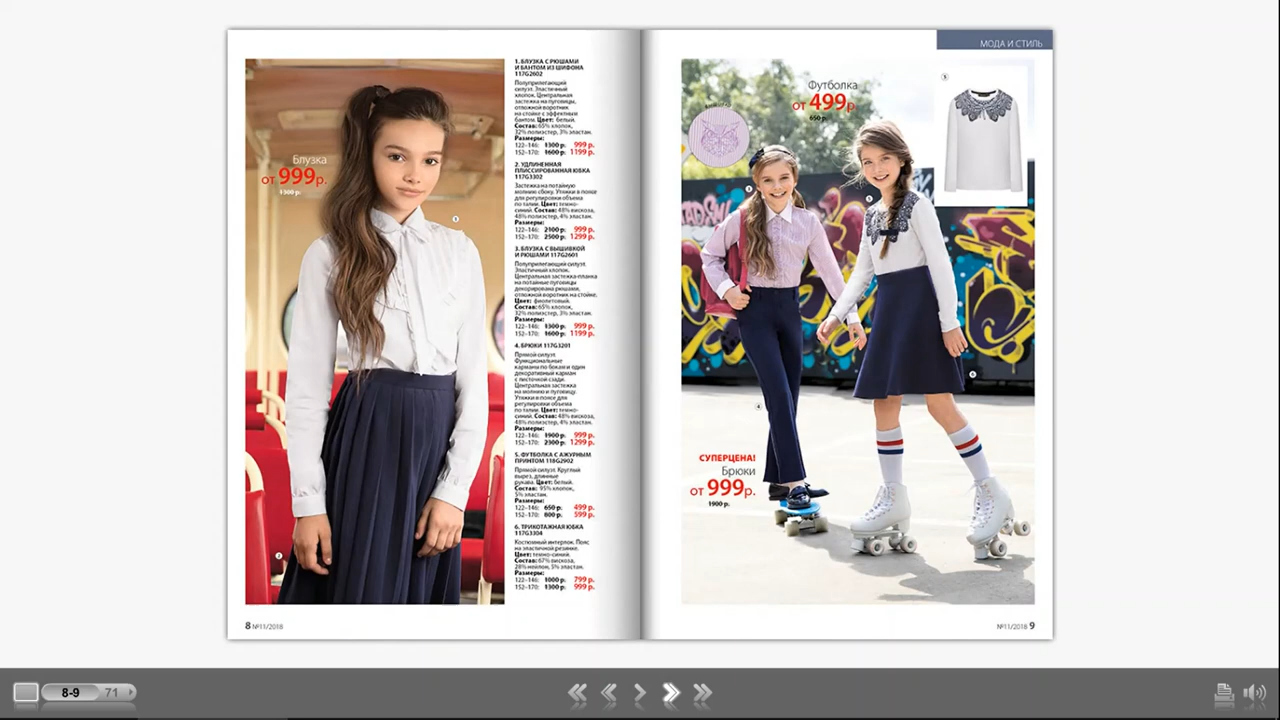 Блузка
от 999р.
1300 р.
1. БЛУЗКА С РЮШАМИ
И БАНТОМ ИЗ ШИФОНА
117G2602
Полуприлегающий
силуэт. Эластичный
хлопок. Центральная
застежка на пуговицы,
отложной воротник
на стойке с эффектным
бантом. Цвет: белый.
Состав: 65% хлопок,
32% полиэстер, 3% эластан.
Размеры:
122–146: 1300 р. 999 р.
152–170: 1600 р. 1199 р.
2. УДЛИНЕННАЯ
ПЛИССИРОВАННАЯ ЮБКА
117G3302
Застежка на потайную
молнию сбоку. Утяжки в поясе
для регулировки объема
по талии. Цвет: темно-
синий. Состав: 48% вискоза,
48% полиэстер, 4% эластан.
Размеры:
122–146: 2100 р. 999 р.
152–170: 2500 р. 1299 р.
3. БЛУЗКА С ВЫШИВКОЙ
И РЮШАМИ 117G2601
Полуприлегающий силуэт.
Эластичный хлопок.
Центральная застежка-планка
на потайные пуговицы
декорирована рюшами,
отложной воротник на стойке.
Цвет: фиолетовый.
Состав: 65% хлопок,
32% полиэстер, 3% эластан.
Размеры:
122–146: 1300 р. 999 р.
152–170: 1600 р. 1199 р.
4. БРЮКИ 117G3201
Прямой силуэт.
Функциональные
карманы по бокам и один
декоративный карман
с листочкой сзади.
Центральная застежка
на молнию и пуговицу.
Утяжки в поясе для
регулировки объема
по талии. Цвет: темно-
синий. Состав: 48% вискоза,
48% полиэстер, 4% эластан.
Размеры:
122–146: 1900 р. 999 р.
152–170: 2300 р. 1299 р.
5. ФУТБОЛКА С АЖУРНЫМ
ПРИНТОМ 118G2902
Прямой силуэт. Круглый
вырез, длинные
рукава. Цвет: белый.
Состав: 95% хлопок,
5% эластан.
Размеры:
122–146: 650 р. 499 р.
152–170: 800 р. 599 р.
6. ТРИКОТАЖНАЯ ЮБКА
117G3304
Костюмный интерлок. Пояс
на эластичной резинке.
Цвет: темно-синий.
Состав: 67% вискоза,
28% нейлон, 5% эластан.
Размеры:
122–146: 1000 р. 799 р.
152–170: 1300 р. 999 р.
8 №11/2018
МОДА И СТИЛЬ
Футболка
от 499р.
650 р.
СУПЕРЦЕНА!
Брюки
от 999р.
1900 р.
№11/2018 9
8-9 71